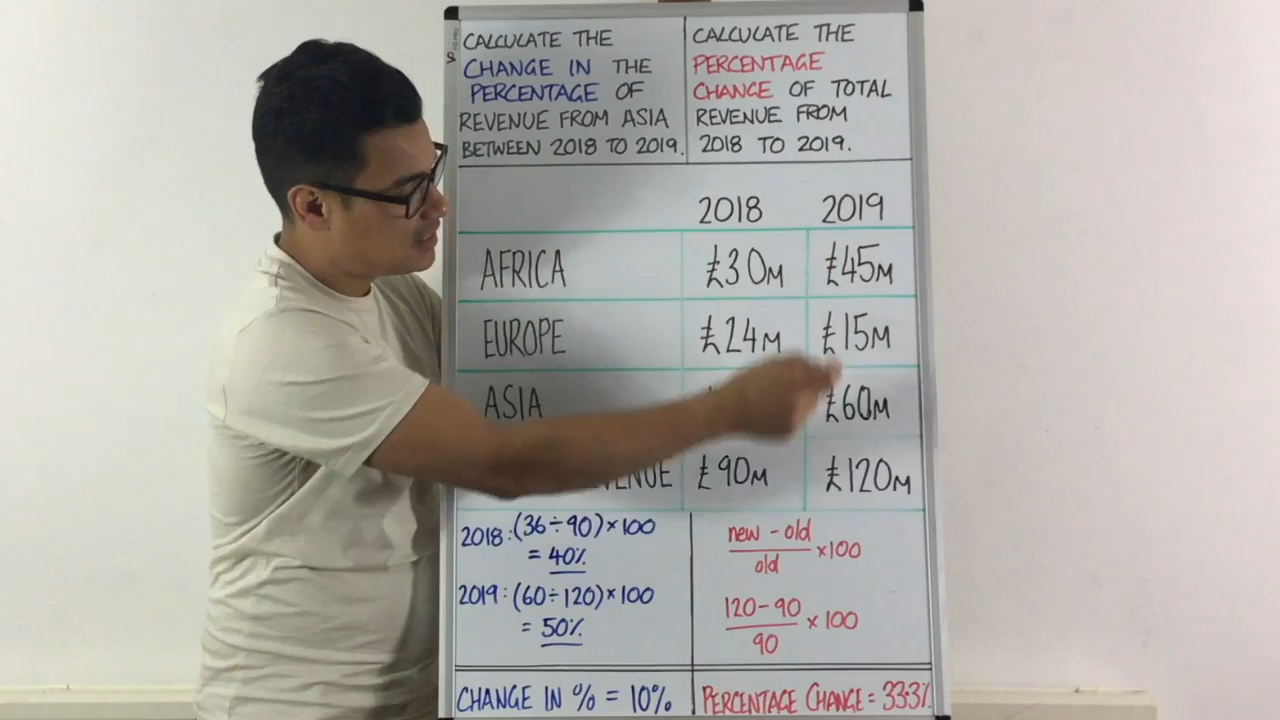 CALCULATE THE
CHANGE IN THE
PERCENTAGE OF
REVENUE FROM ASIA
BETWEEN 2018 TO 2019.
CALCULATE THE
PERCENTAGE
CHANGE OF TOTAL
REVENUE FROM
2018 TO 2019.
2018 2019
AFRICA £30M £45M
EUROPE £24M £15M
ASIA £60M
£90M £120M
2018: (36÷90)×100
= 40%
2019: (60÷120)×100
= 50%
CHANGE IN % = 10%
new - old
old
×100
120-90
90
×100
PERCENTAGE CHANGE = 33.3%